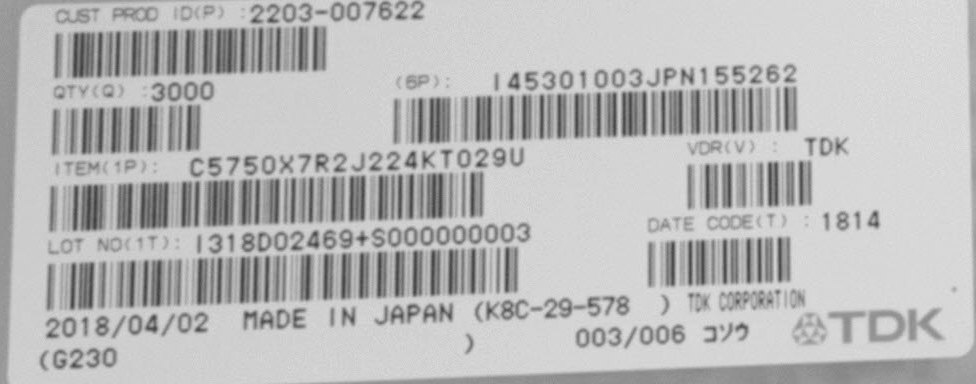 CUST PROD ID(P) :2203-007622
QTY(Q) :3000
(6P): I45301003JPN155262
ITEM(1P): C5750X7R2J224KT029U
VDR(V) : TDK
LOT NO(1T): I318D02469+S000000003
DATE CODE(T) : 1814
2018/04/02 MADE IN JAPAN (K8C-29-578 ) TDK CORPORATION
(G230 ) 003/006 コソウ TDK